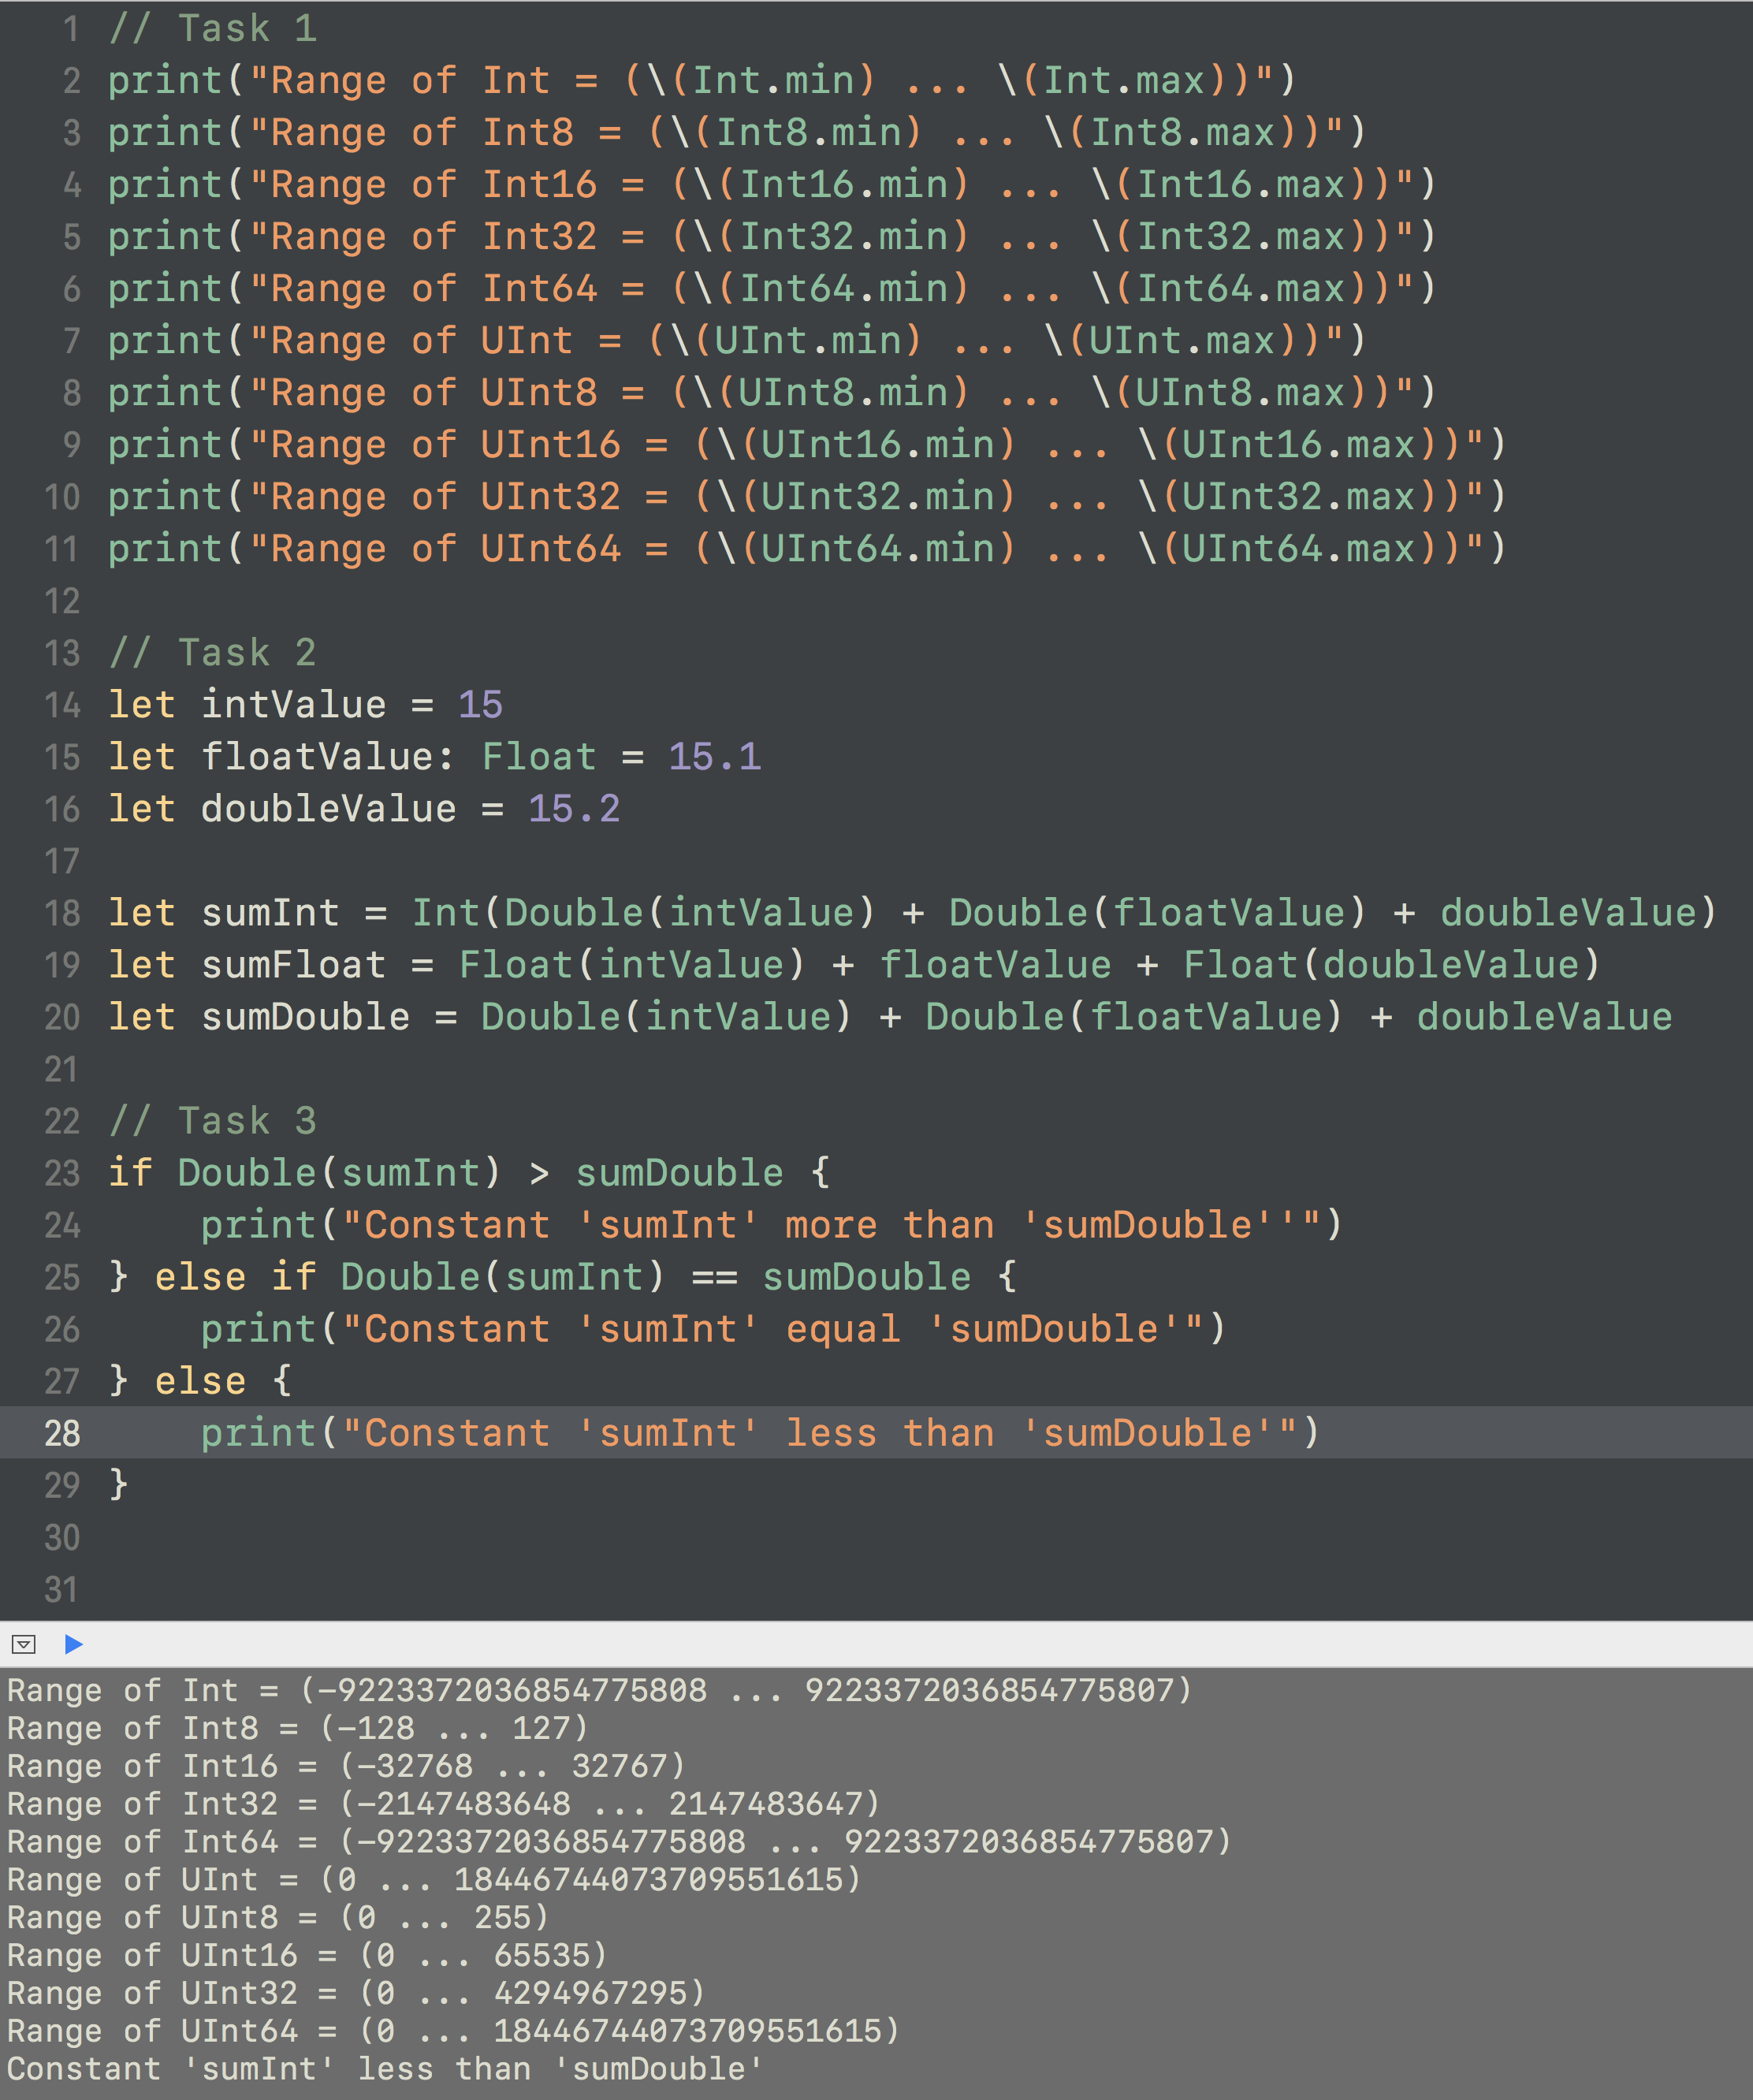 1 // Task 1
2 print("Range of Int = (\(Int.min) ... \(Int.max))")
3 print("Range of Int8 = (\(Int8.min) ... \(Int8.max))")
4 print("Range of Int16 = (\(Int16.min) ... \(Int16.max))")
5 print("Range of Int32 = (\(Int32.min) ... \(Int32.max))")
6 print("Range of Int64 = (\(Int64.min) ... \(Int64.max))")
7 print("Range of UInt = (\(UInt.min) ... \(UInt.max))")
8 print("Range of UInt8 = (\(UInt8.min) ... \(UInt8.max))")
9 print("Range of UInt16 = (\(UInt16.min) ... \(UInt16.max))")
10 print("Range of UInt32 = (\(UInt32.min) ... \(UInt32.max))")
11 print("Range of UInt64 = (\(UInt64.min) ... \(UInt64.max))")
12
13 // Task 2
14 let intValue = 15
15 let floatValue: Float = 15.1
16 let doubleValue = 15.2
17
18 let sumInt = Int(Double(intValue) + Double(floatValue) + doubleValue)
19 let sumFloat = Float(intValue) + floatValue + Float(doubleValue)
20 let sumDouble = Double(intValue) + Double(floatValue) + doubleValue
21
22 // Task 3
23 if Double(sumInt) > sumDouble {
24     print("Constant 'sumInt' more than 'sumDouble''")
25 } else if Double(sumInt) == sumDouble {
26     print("Constant 'sumInt' equal 'sumDouble'")
27 } else {
28     print("Constant 'sumInt' less than 'sumDouble'")
29 }
30
31
Range of Int = (-9223372036854775808 ... 9223372036854775807)
Range of Int8 = (-128 ... 127)
Range of Int16 = (-32768 ... 32767)
Range of Int32 = (-2147483648 ... 2147483647)
Range of Int64 = (-9223372036854775808 ... 9223372036854775807)
Range of UInt = (0 ... 18446744073709551615)
Range of UInt8 = (0 ... 255)
Range of UInt16 = (0 ... 65535)
Range of UInt32 = (0 ... 4294967295)
Range of UInt64 = (0 ... 18446744073709551615)
Constant 'sumInt' less than 'sumDouble'